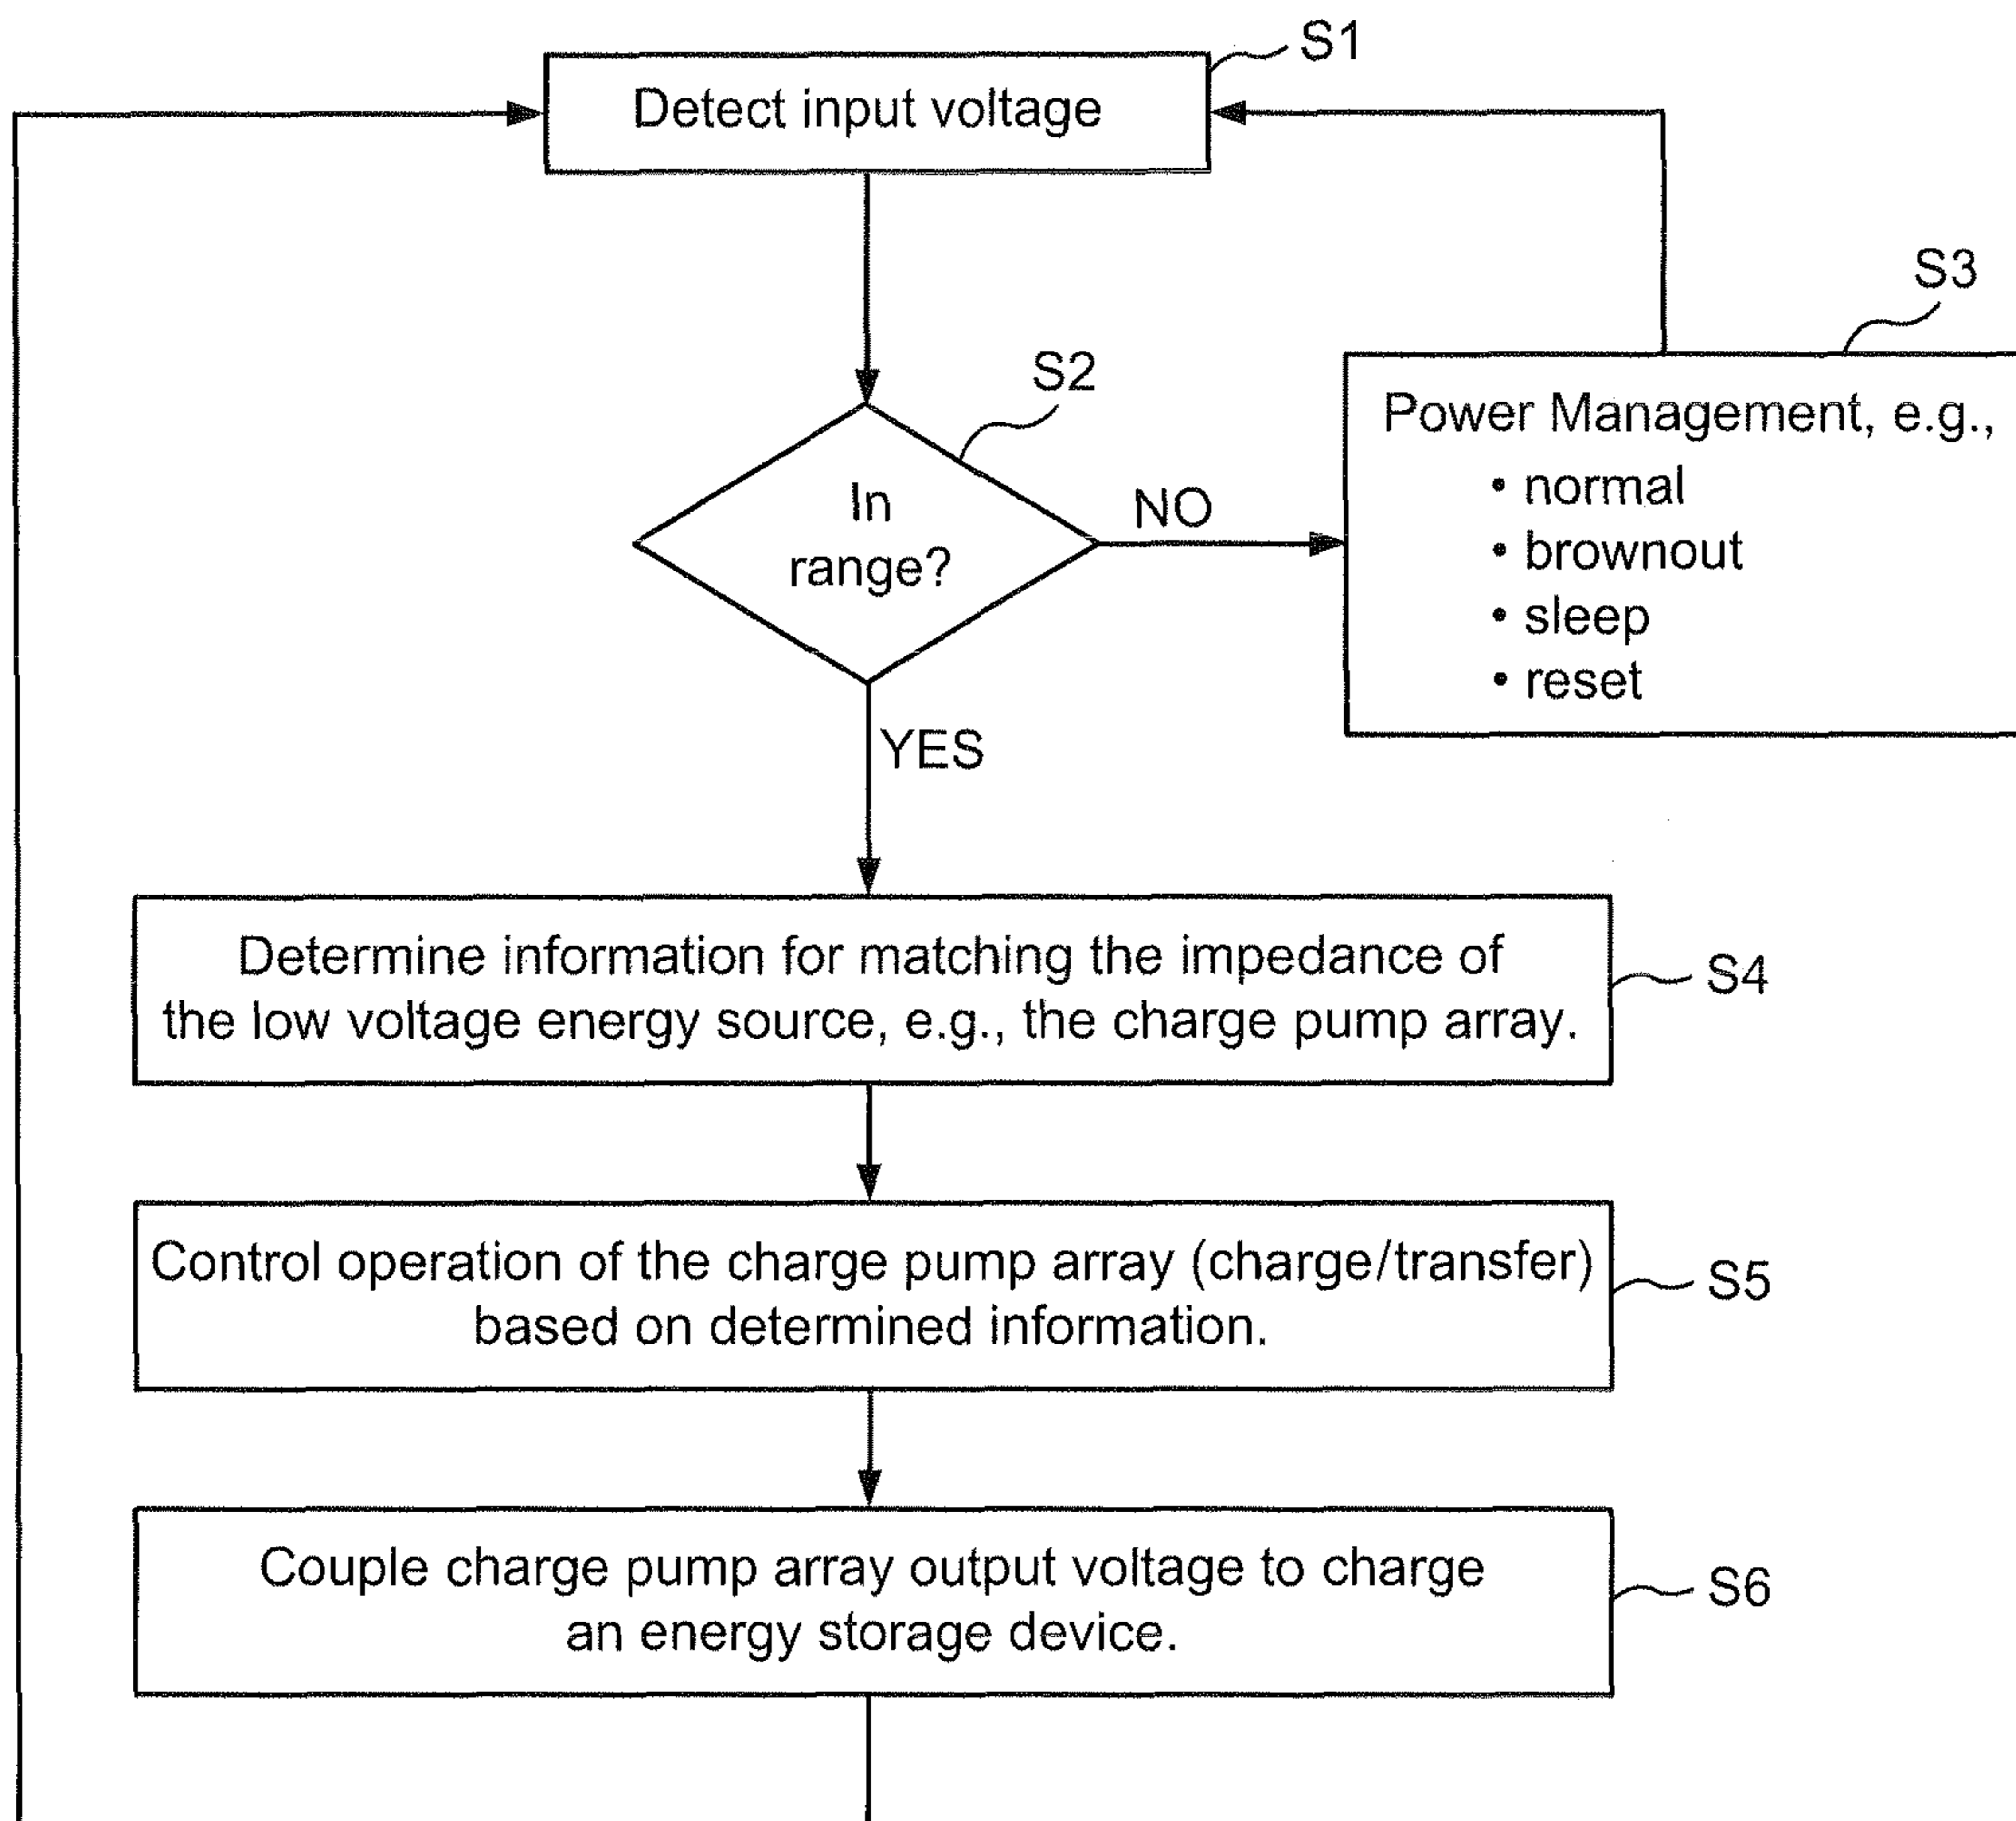 S1
Detect input voltage
S2
In
range?
NO
S3
Power Management, e.g.,
• normal
• brownout
• sleep
• reset
YES
Determine information for matching the impedance of
the low voltage energy source, e.g., the charge pump array.
S4
Control operation of the charge pump array (charge/transfer)
based on determined information.
S5
Couple charge pump array output voltage to charge
an energy storage device.
S6